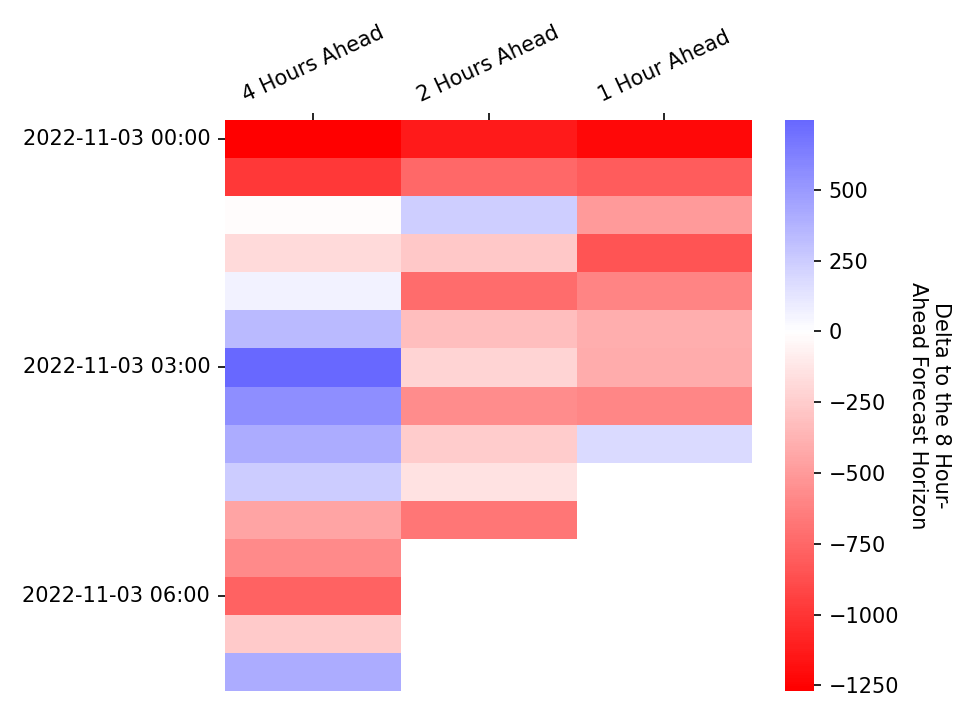 4 Hours Ahead
2 Hours Ahead
1 Hour Ahead
2022-11-03 00:00
2022-11-03 03:00
2022-11-03 06:00
500
250
0
−250
−500
−750
−1000
−1250
Delta to the 8 Hour-
Ahead Forecast Horizon